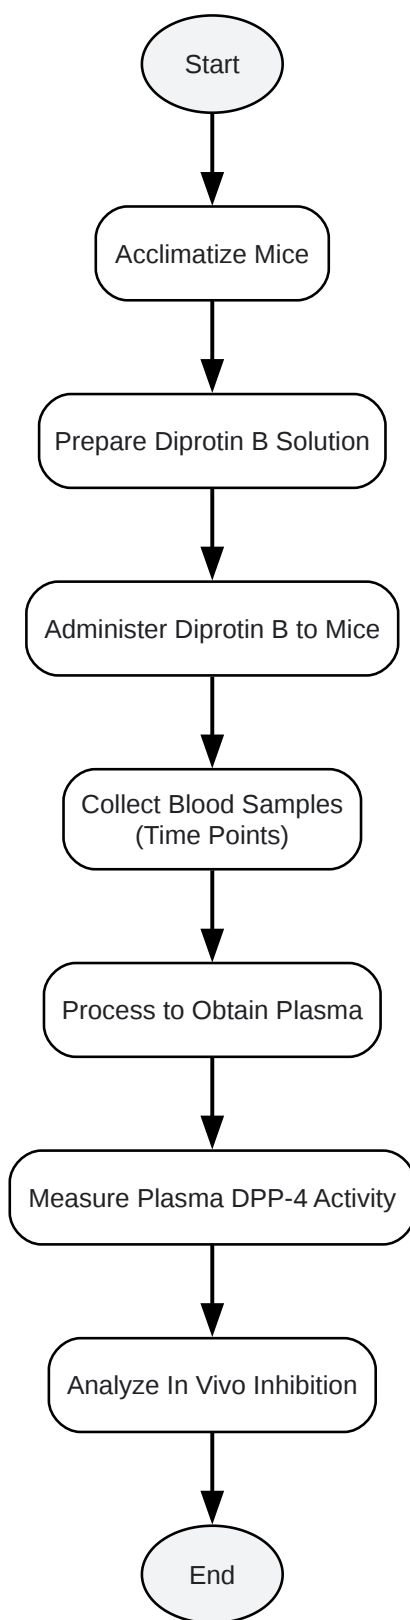 Start
Acclimatize Mice
Prepare Diprotin B Solution
Administer Diprotin B to Mice
Collect Blood Samples
(Time Points)
Process to Obtain Plasma
Measure Plasma DPP-4 Activity
Analyze In Vivo Inhibition
End